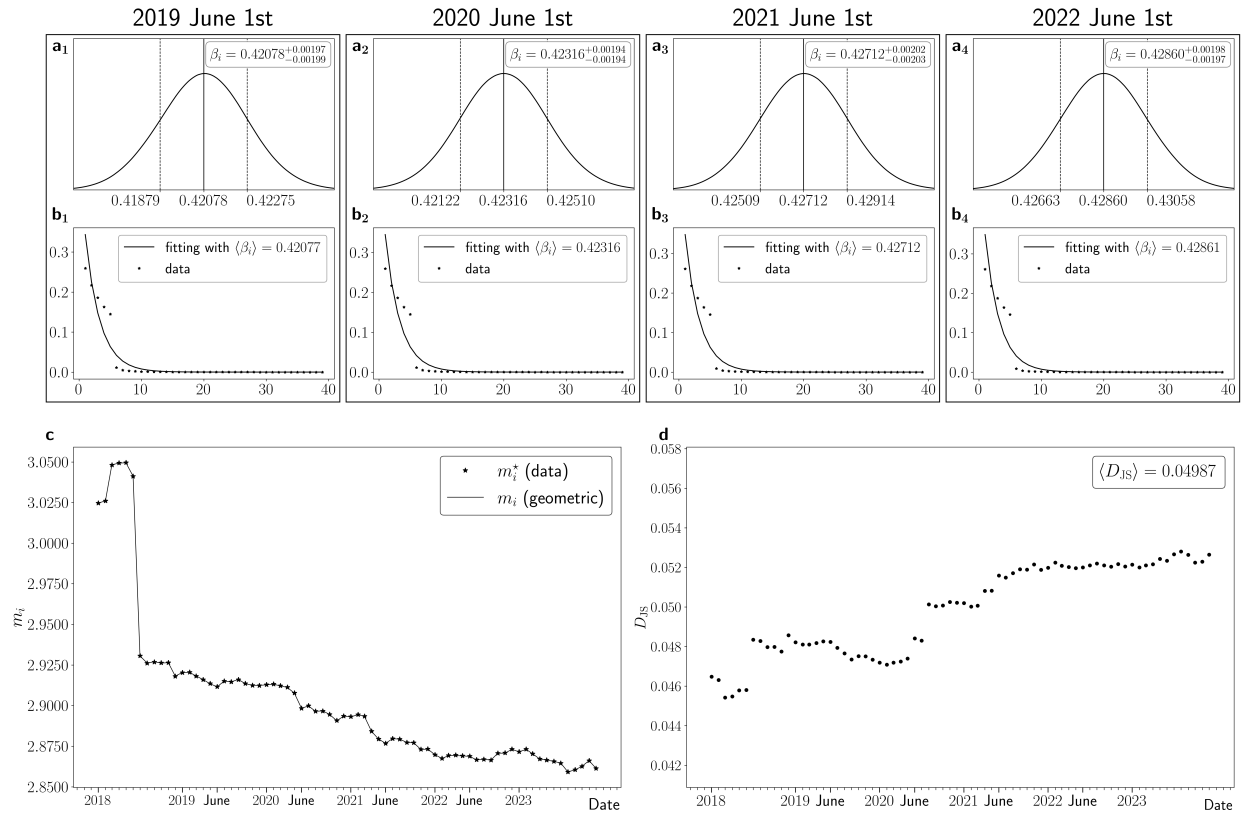 2019 June 1st
2020 June 1st
2021 June 1st
2022 June 1st
a₁
βᵢ = 0.42078 +0.00197 −0.00199
a₂
βᵢ = 0.42316 +0.00194 −0.00194
a₃
βᵢ = 0.42712 +0.00202 −0.00203
a₄
βᵢ = 0.42860 +0.00198 −0.00197
0.41879 0.42078 0.42275
0.42122 0.42316 0.42510
0.42509 0.42712 0.42914
0.42663 0.42860 0.43058
b₁
fitting with ⟨βᵢ⟩ = 0.42077
data
0.3
0.2
0.1
0.0
0 10 20 30 40
b₂
fitting with ⟨βᵢ⟩ = 0.42316
data
0.3
0.2
0.1
0.0
0 10 20 30 40
b₃
fitting with ⟨βᵢ⟩ = 0.42712
data
0.3
0.2
0.1
0.0
0 10 20 30 40
b₄
fitting with ⟨βᵢ⟩ = 0.42861
data
0.3
0.2
0.1
0.0
0 10 20 30 40
c
mᵢ⋆ (data)
mᵢ (geometric)
3.0500
3.0250
3.0000
2.9750
2.9500
2.9250
2.9000
2.8750
2.8500
mᵢ
2018 2019 June 2020 June 2021 June 2022 June 2023
Date
d
⟨D_JS⟩ = 0.04987
0.058
0.056
0.054
0.052
0.050
0.048
0.046
0.044
0.042
D_JS
2018 2019 June 2020 June 2021 June 2022 June 2023
Date